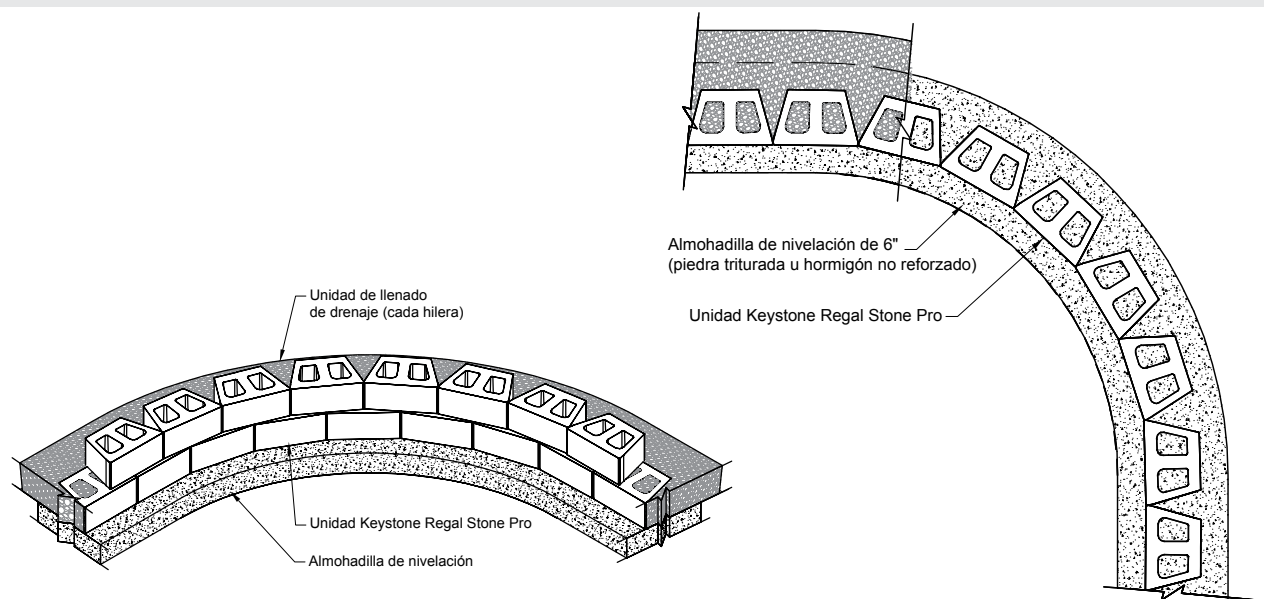 Almohadilla de nivelación de 6"
(piedra triturada u hormigón no reforzado)
Unidad Keystone Regal Stone Pro
Unidad de llenado
de drenaje (cada hilera)
Unidad Keystone Regal Stone Pro
Almohadilla de nivelación